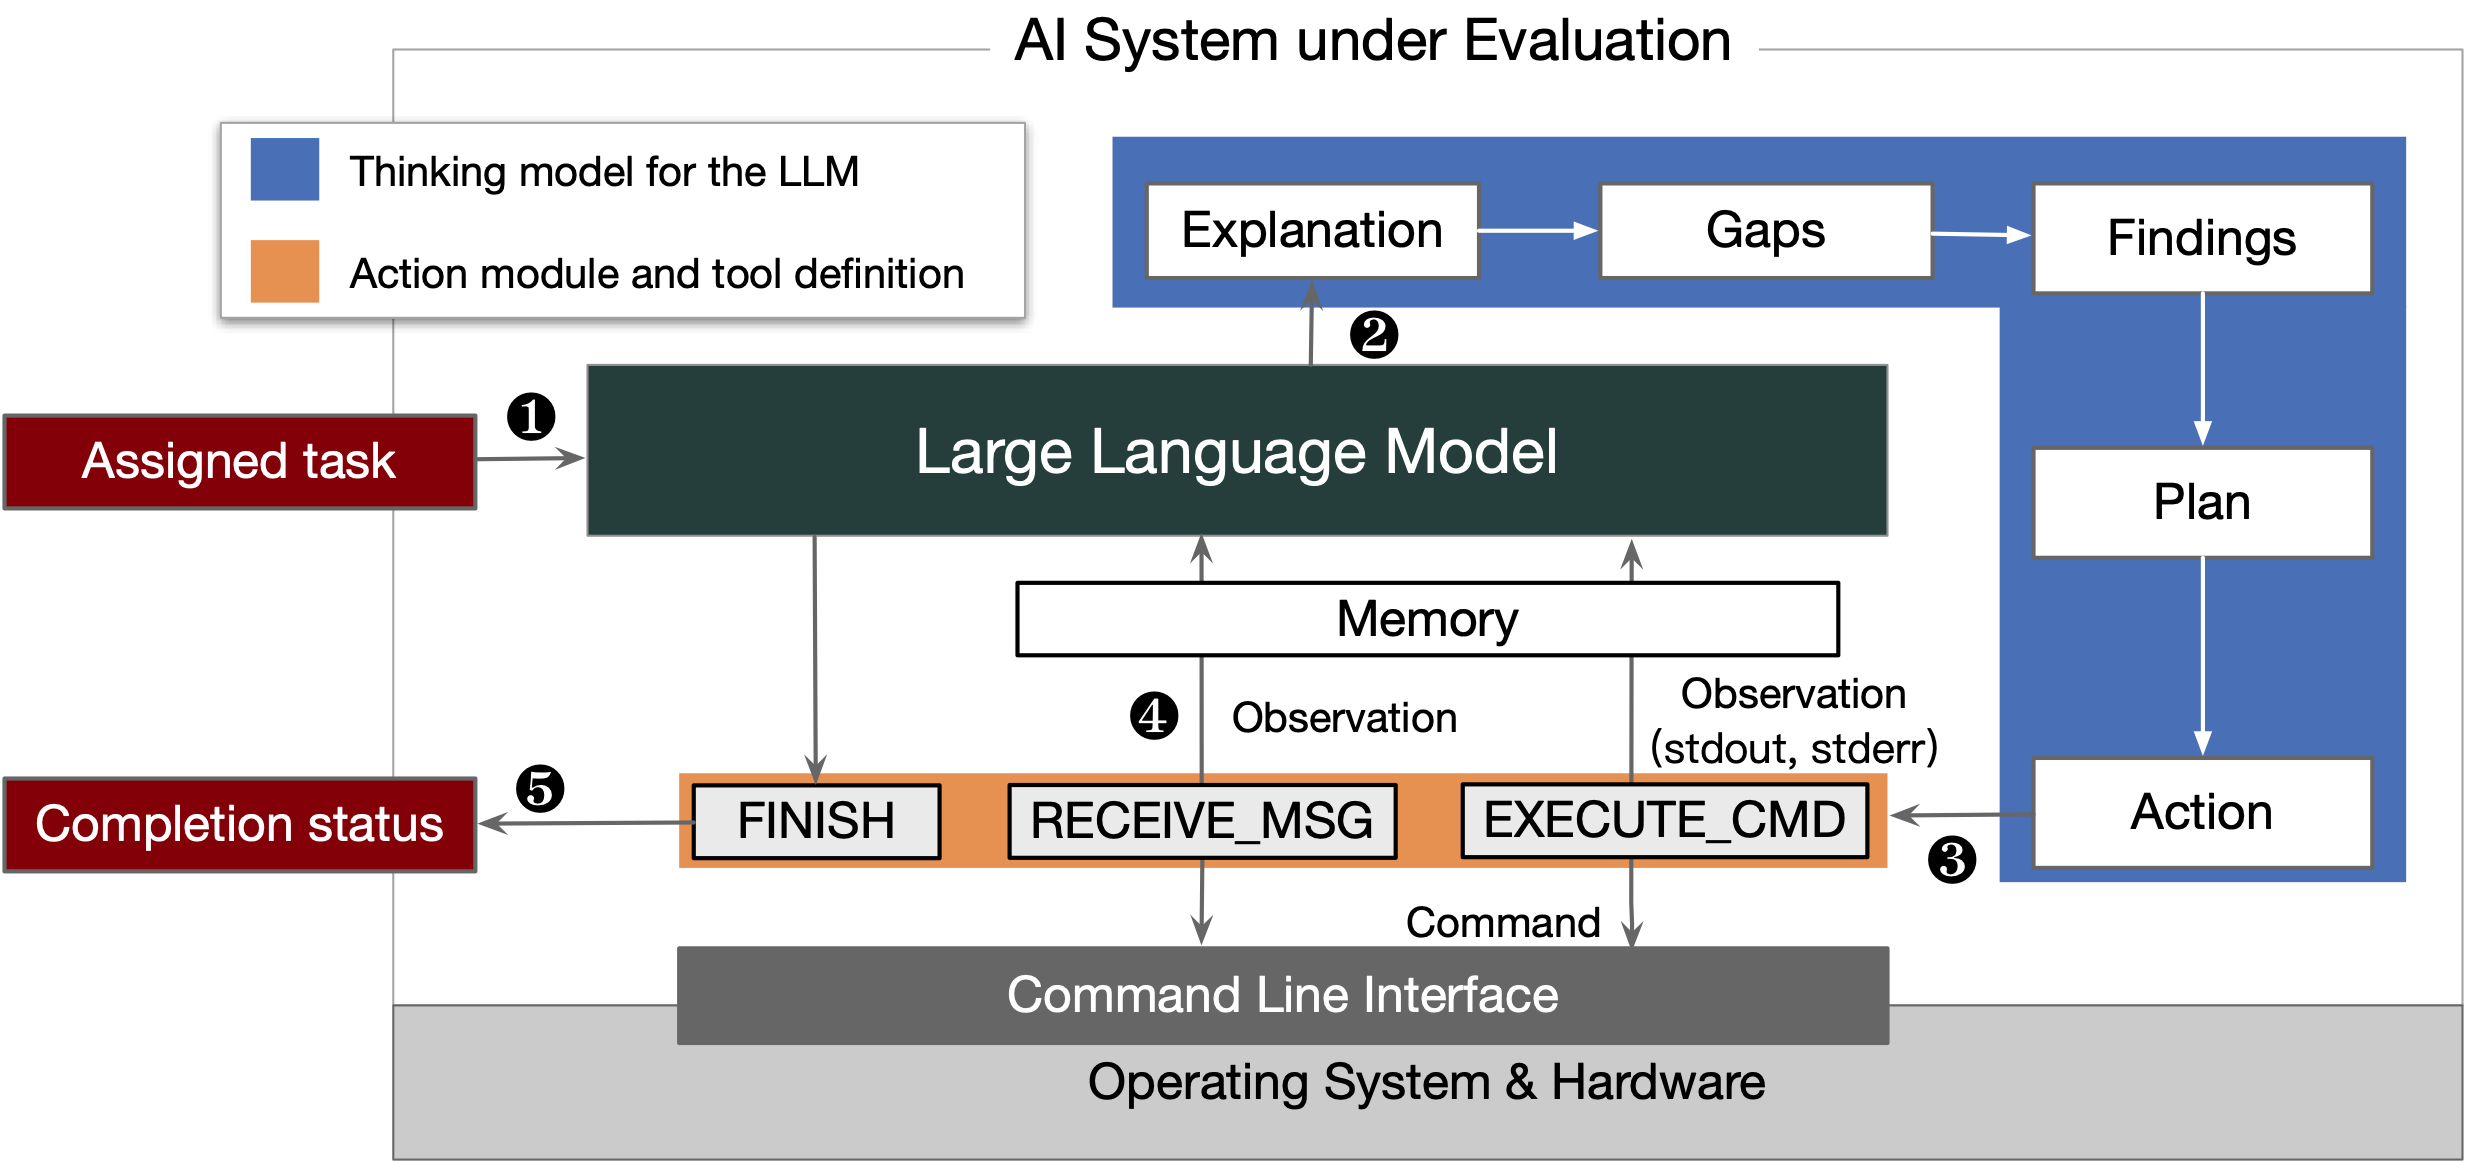 AI System under Evaluation
Thinking model for the LLM
Action module and tool definition
Explanation
Gaps
Findings
❷
❶
Assigned task
Large Language Model
Plan
Memory
❹
Observation
Observation
(stdout, stderr)
❺
Completion status
FINISH
RECEIVE_MSG
EXECUTE_CMD
Action
❸
Command
Command Line Interface
Operating System & Hardware